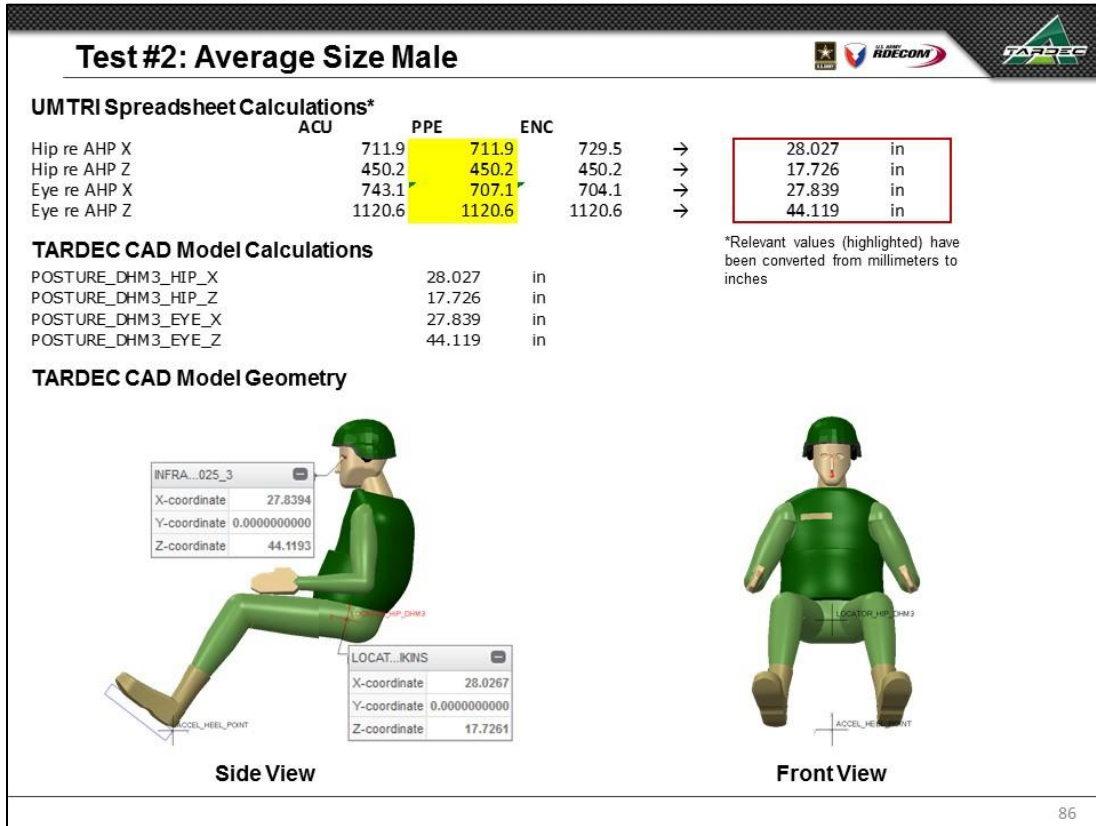 Test #2: Average Size Male
U.S. ARMY
U.S. ARMY RDECOM
TARDEC
UMTRI Spreadsheet Calculations*
ACU PPE ENC
Hip re AHP X 711.9 711.9 729.5 → 28.027 in
Hip re AHP Z 450.2 450.2 450.2 → 17.726 in
Eye re AHP X 743.1 707.1 704.1 → 27.839 in
Eye re AHP Z 1120.6 1120.6 1120.6 → 44.119 in
*Relevant values (highlighted) have
been converted from millimeters to
inches
TARDEC CAD Model Calculations
POSTURE_DHM3_HIP_X 28.027 in
POSTURE_DHM3_HIP_Z 17.726 in
POSTURE_DHM3_EYE_X 27.839 in
POSTURE_DHM3_EYE_Z 44.119 in
TARDEC CAD Model Geometry
INFRA...025_3
X-coordinate 27.8394
Y-coordinate 0.0000000000
Z-coordinate 44.1193
LOCATOR_HIP_DHM3
LOCAT...IKINS
X-coordinate 28.0267
Y-coordinate 0.0000000000
Z-coordinate 17.7261
ACCEL_HEEL_POINT
LOCATOR_HIP_DHM3
ACCEL_HEEL_POINT
Side View
Front View
86